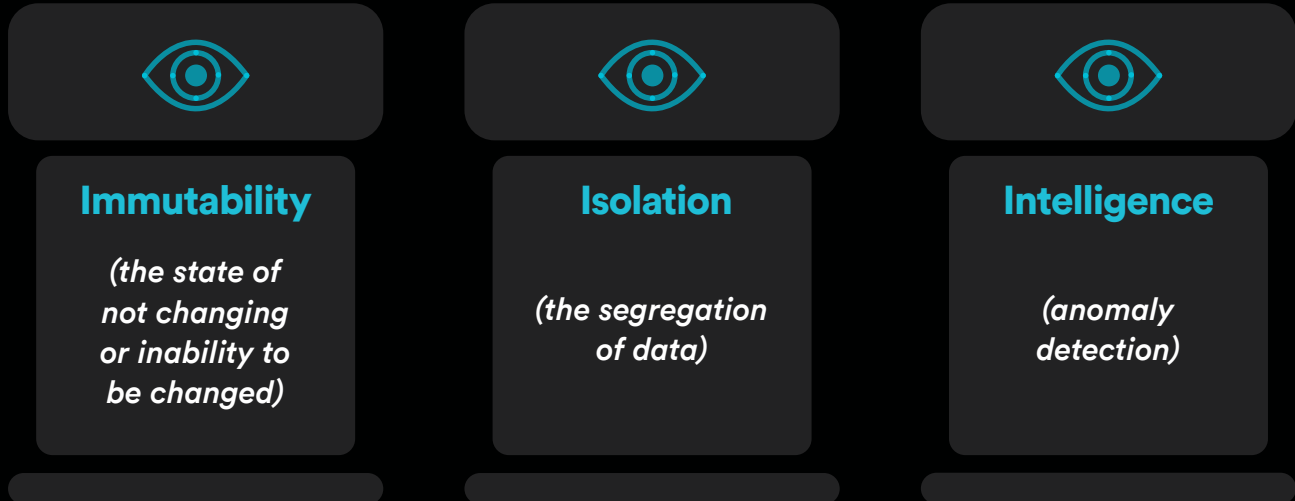 Immutability
(the state of
not changing
or inability to
be changed)
Isolation
(the segregation
of data)
Intelligence
(anomaly
detection)